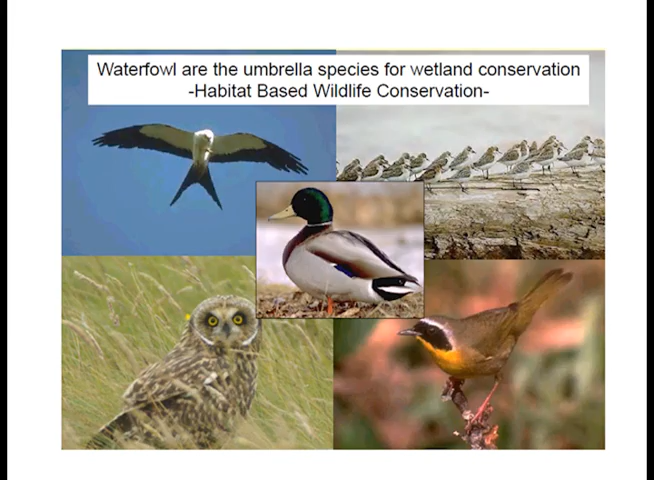 Waterfowl are the umbrella species for wetland conservation
-Habitat Based Wildlife Conservation-